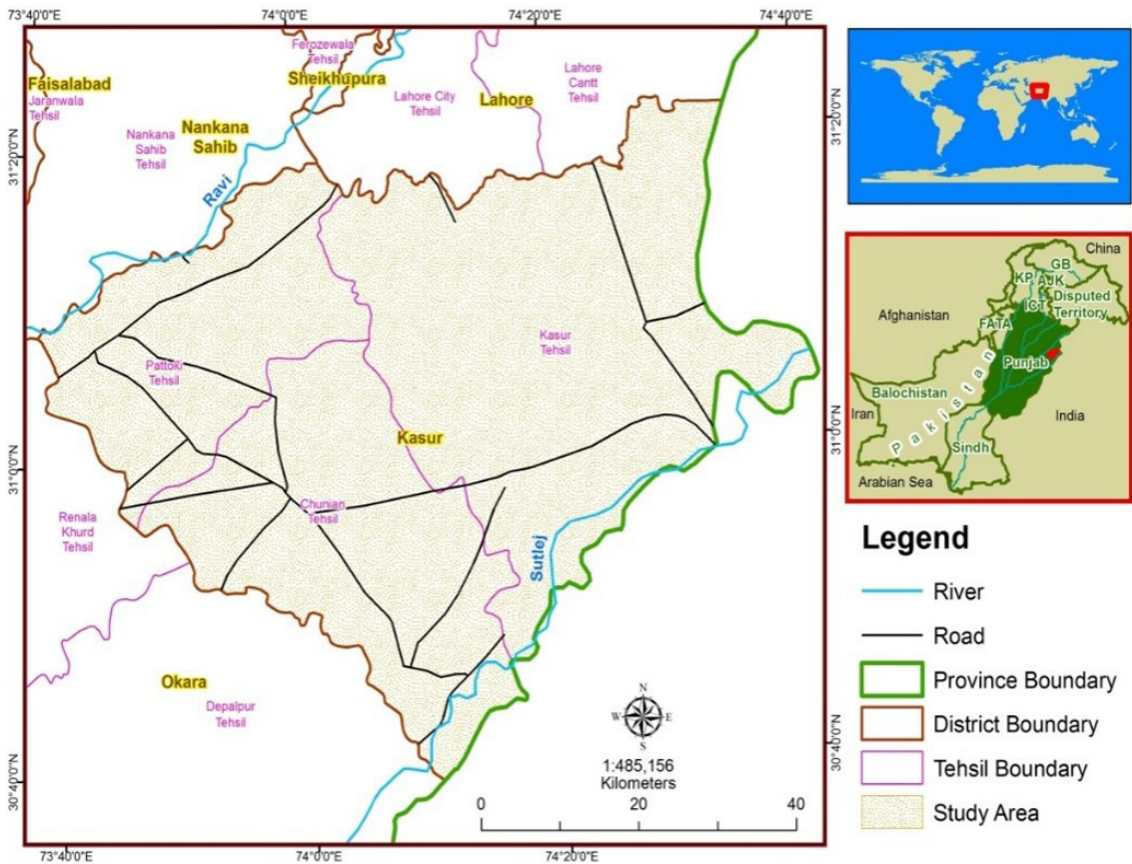 73°40'0"E
74°0'0"E
74°20'0"E
74°40'0"E
31°20'0"N
31°0'0"N
30°40'0"N
Ferozewala
Tehsil
Sheikhupura
Faisalabad
Jaranwala
Tehsil
Nankana
Sahib
Tehsil
Nankana
Sahib
Lahore City
Tehsil
Lahore
Lahore
Cantt
Tehsil
Ravi
Pattoki
Tehsil
Kasur
Tehsil
Kasur
Chunian
Tehsil
Renala
Khurd
Tehsil
Sutlej
Okara
Depalpur
Tehsil
N
W
E
S
1:485,156
Kilometers
0
20
40
31°20'0"N
31°0'0"N
30°40'0"N
73°40'0"E
74°0'0"E
74°20'0"E
China
GB
KP
AJK
ICT
Disputed
Territory
Afghanistan
FATA
Punjab
Pakistan
Balochistan
Iran
India
Sindh
Arabian Sea
Legend
River
Road
Province Boundary
District Boundary
Tehsil Boundary
Study Area